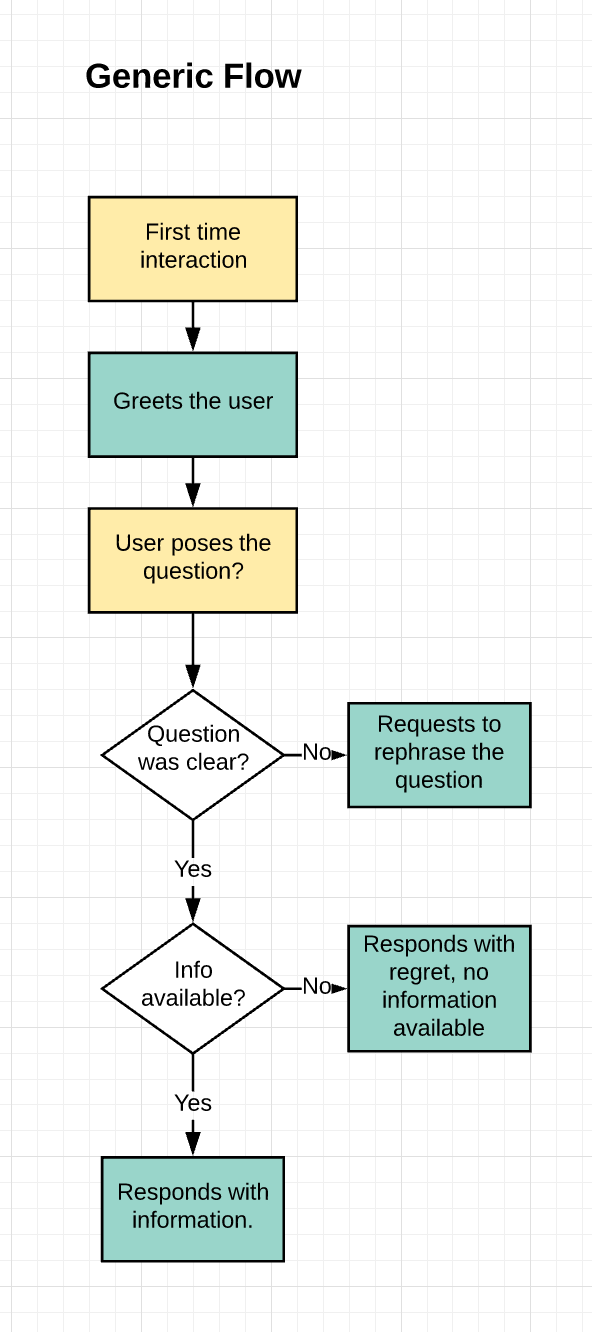 Generic Flow
First time
interaction
Greets the user
User poses the
question?
Question
was clear?
No
Requests to
rephrase the
question
Yes
Info
available?
No
Responds with
regret, no
information
available
Yes
Responds with
information.